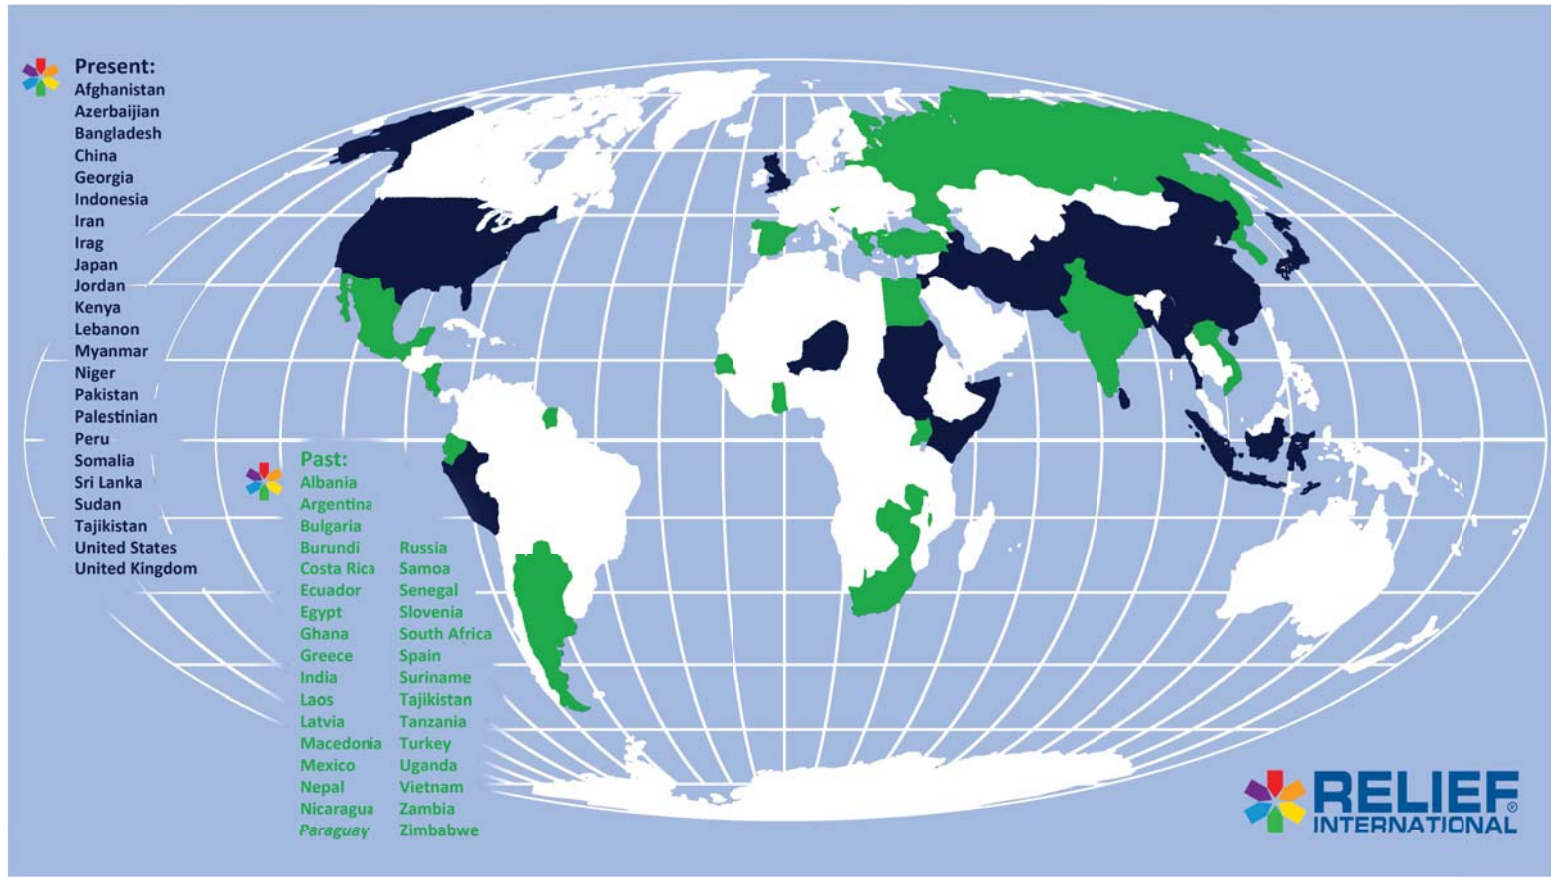 Present:
Afghanistan
Azerbaijian
Bangladesh
China
Georgia
Indonesia
Iran
Irag
Japan
Jordan
Kenya
Lebanon
Myanmar
Niger
Pakistan
Palestinian
Peru
Somalia
Sri Lanka
Sudan
Tajikistan
United States
United Kingdom
Past:
Albania
Argentina
Bulgaria
Burundi
Costa Rica
Ecuador
Egypt
Ghana
Greece
India
Laos
Latvia
Macedonia
Mexico
Nepal
Nicaragua
Paraguay
Russia
Samoa
Senegal
Slovenia
South Africa
Spain
Suriname
Tajikistan
Tanzania
Turkey
Uganda
Vietnam
Zambia
Zimbabwe
RELIEF®
INTERNATIONAL